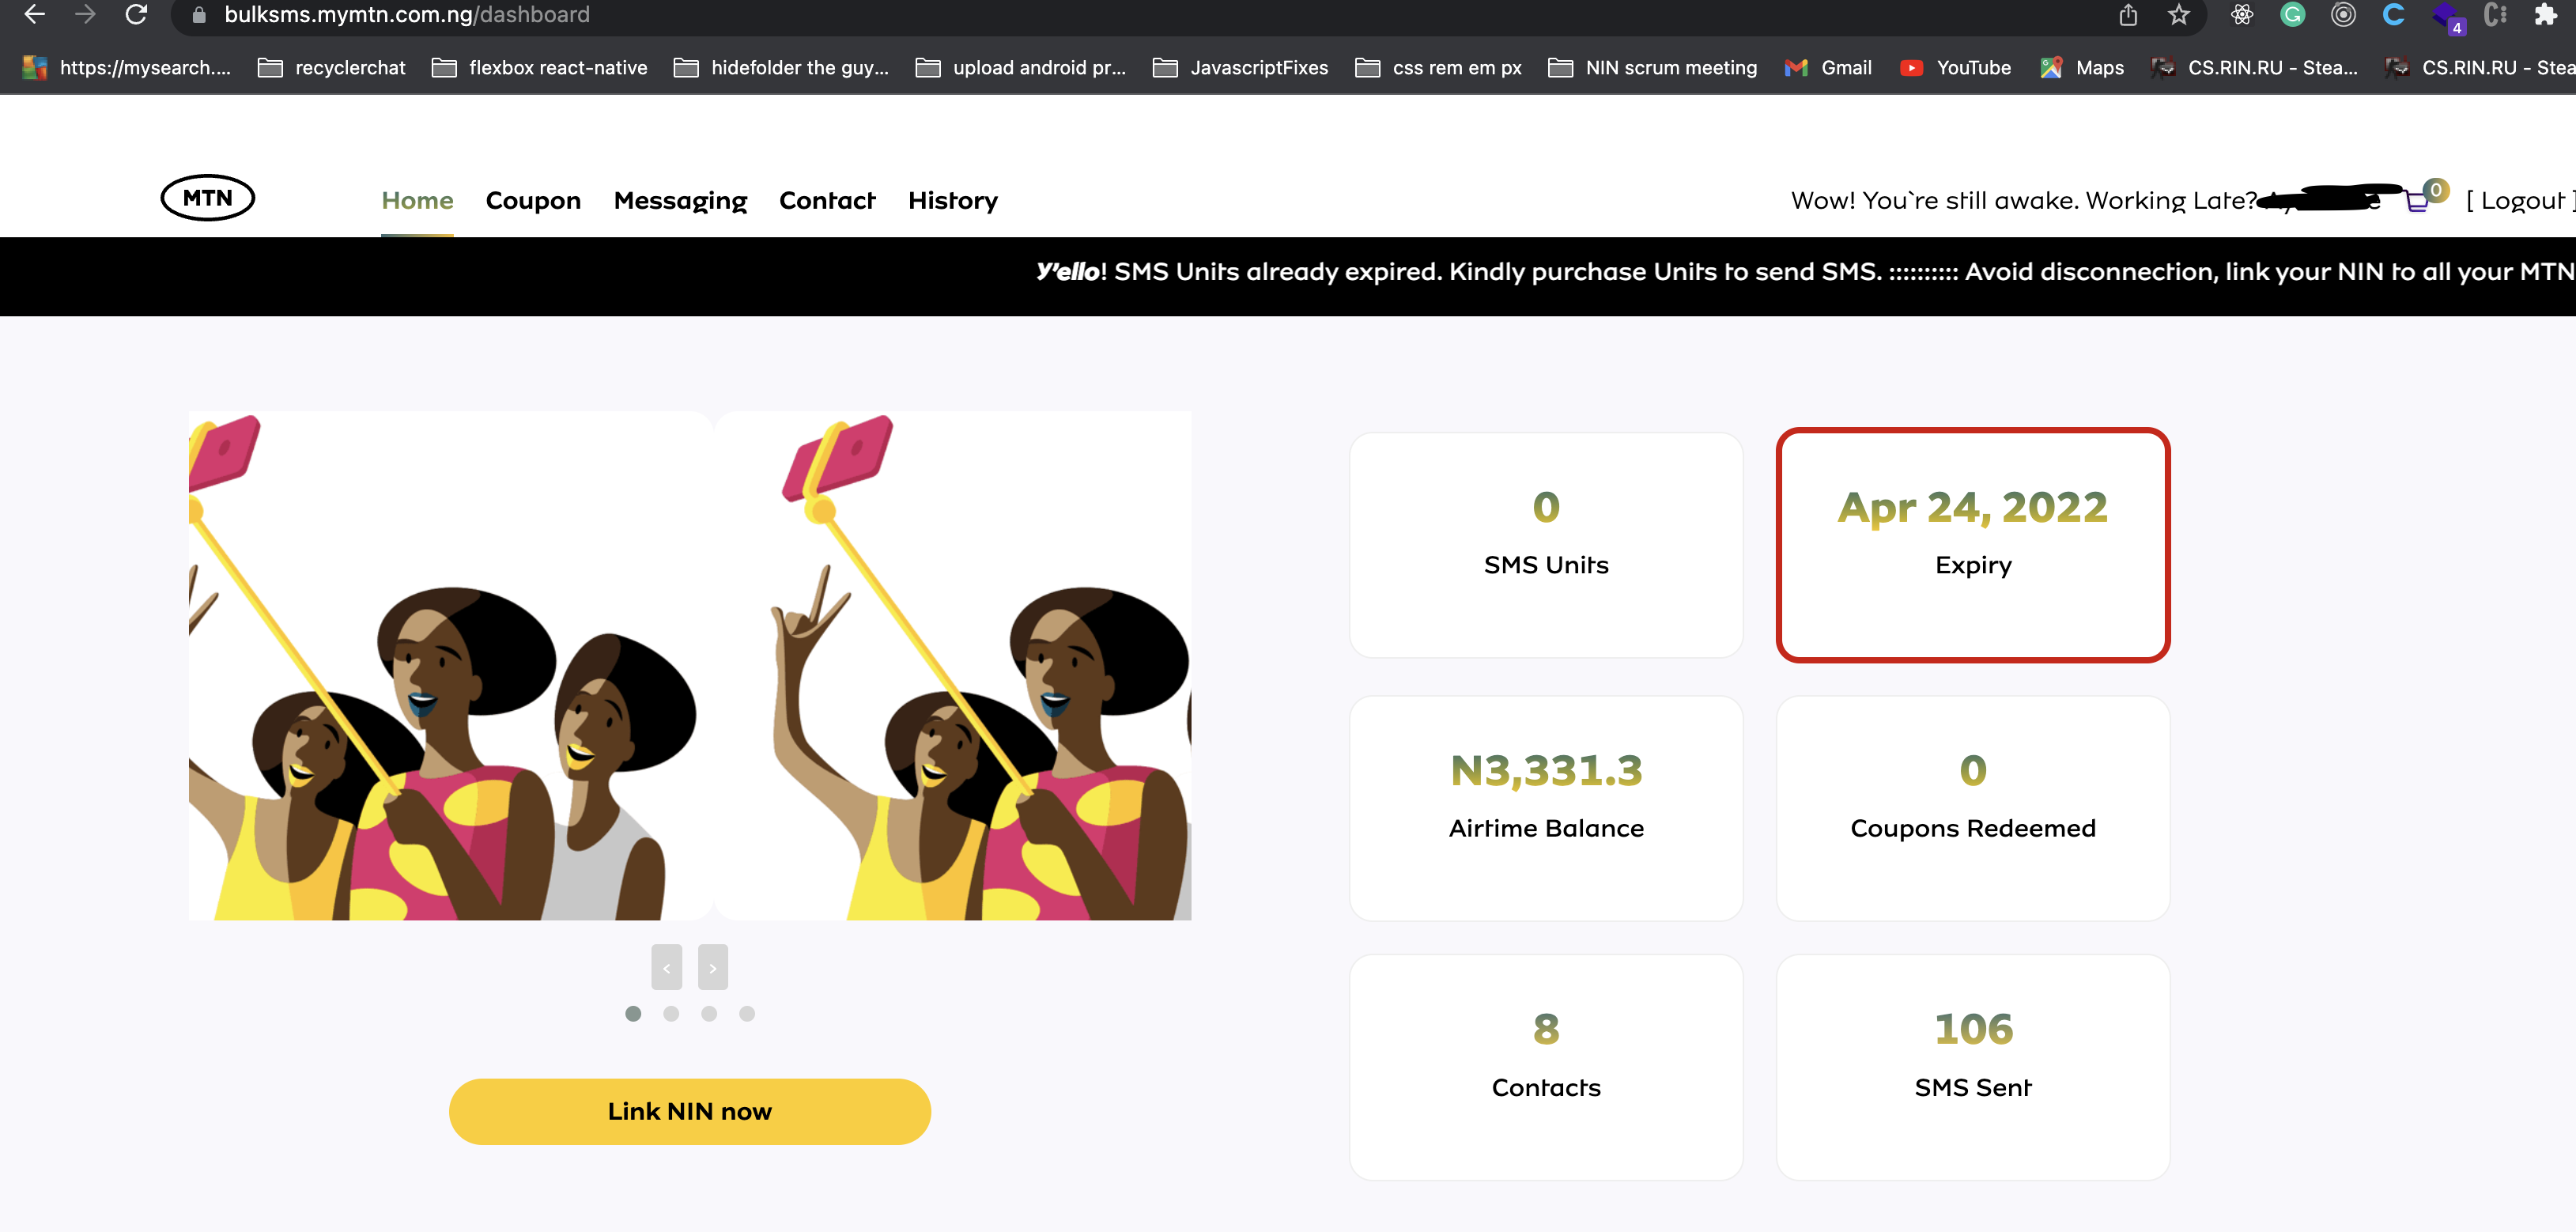 bulksms.mymtn.com.ng/dashboard
4
https://mysearch.... recyclerchat flexbox react-native hidefolder the guy... upload android pr... JavascriptFixes css rem em px NIN scrum meeting Gmail YouTube Maps CS.RIN.RU - Stea... CS.RIN.RU - Stea
MTN Home Coupon Messaging Contact History Wow! You`re still awake. Working Late? 0 [ Logout ]
Y'ello! SMS Units already expired. Kindly purchase Units to send SMS. :::::::::: Avoid disconnection, link your NIN to all your MTN
0
SMS Units
Apr 24, 2022
Expiry
N3,331.3
Airtime Balance
0
Coupons Redeemed
8
Contacts
106
SMS Sent
< >
Link NIN now